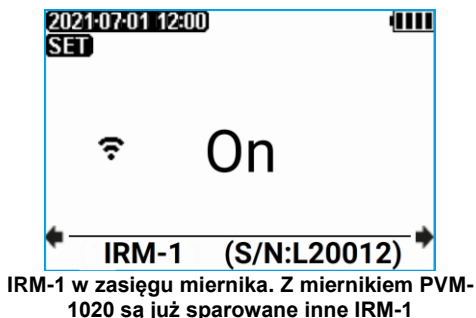 2021-07-01 12:00
SET
On
IRM-1 (S/N:L20012)
IRM-1 w zasięgu miernika. Z miernikiem PVM-
1020 są już sparowane inne IRM-1